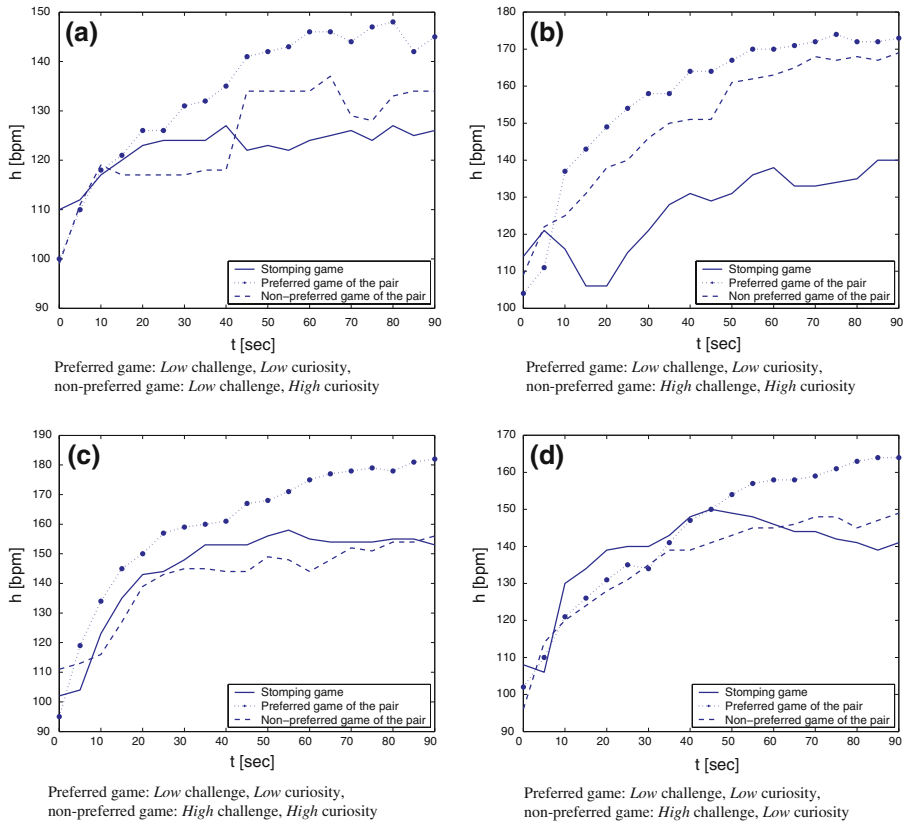 (a)
h [bpm]
150
140
130
120
110
100
90
0 10 20 30 40 50 60 70 80 90
t [sec]
Stomping game
Preferred game of the pair
Non−preferred game of the pair
Preferred game: Low challenge, Low curiosity,
non-preferred game: Low challenge, High curiosity
(b)
h [bpm]
170
160
150
140
130
120
110
100
0 10 20 30 40 50 60 70 80 90
t [sec]
Stomping game
Preferred game of the pair
Non preferred game of the pair
Preferred game: Low challenge, Low curiosity,
non-preferred game: High challenge, High curiosity
(c)
h [bpm]
190
180
170
160
150
140
130
120
110
100
90
0 10 20 30 40 50 60 70 80 90
t [sec]
Stomping game
Preferred game of the pair
Non−preferred game of the pair
Preferred game: Low challenge, Low curiosity,
non-preferred game: High challenge, High curiosity
(d)
h [bpm]
170
160
150
140
130
120
110
100
90
0 10 20 30 40 50 60 70 80 90
t [sec]
Stomping game
Preferred game of the pair
Non−preferred game of the pair
Preferred game: Low challenge, Low curiosity,
non-preferred game: High challenge, Low curiosity